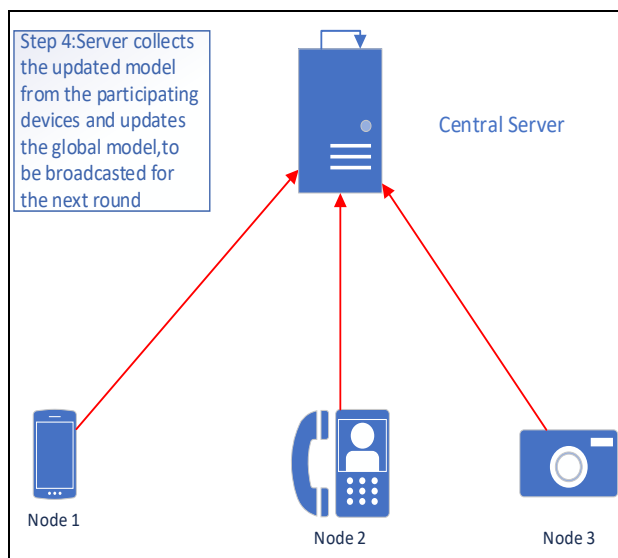 Step 4:Server collects
the updated model
from the participating
devices and updates
the global model,to
be broadcasted for
the next round
Central Server
Node 1
Node 2
Node 3